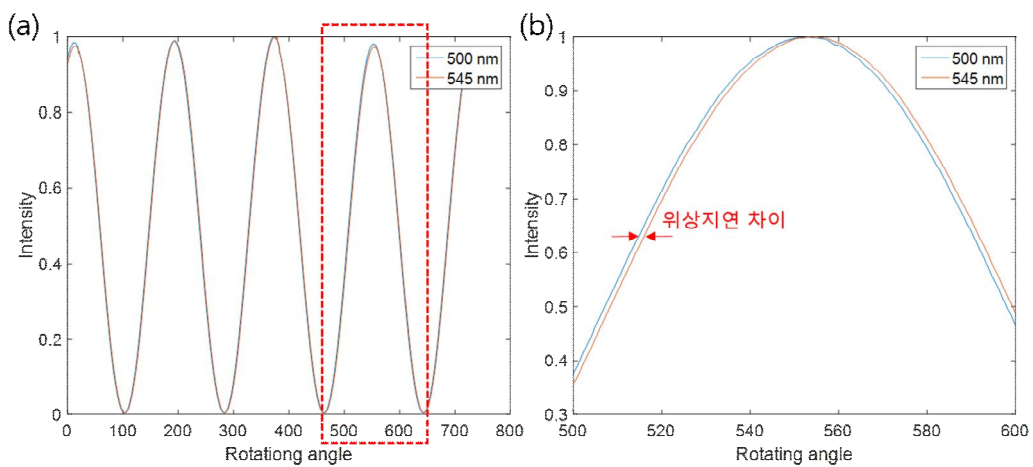 (a)
1
0.8
0.6
0.4
0.2
0
Intensity
0 100 200 300 400 500 600 700 800
Rotationg angle
500 nm
545 nm
(b)
1
0.9
0.8
0.7
0.6
0.5
0.4
0.3
Intensity
500 520 540 560 580 600
Rotating angle
500 nm
545 nm
위상지연 차이